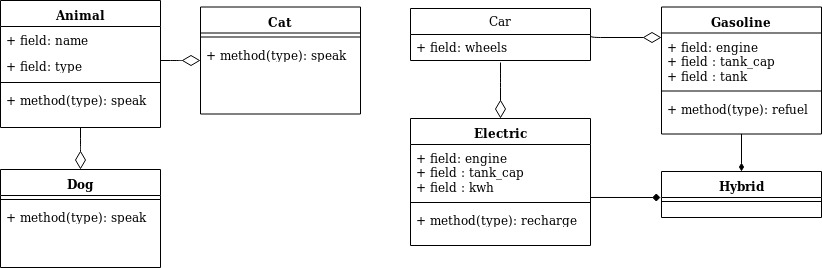 Animal
+ field: name
+ field: type
+ method(type): speak
Cat
+ method(type): speak
Dog
+ method(type): speak
Car
+ field: wheels
Gasoline
+ field: engine
+ field : tank_cap
+ field : tank
+ method(type): refuel
Electric
+ field: engine
+ field : tank_cap
+ field : kwh
+ method(type): recharge
Hybrid